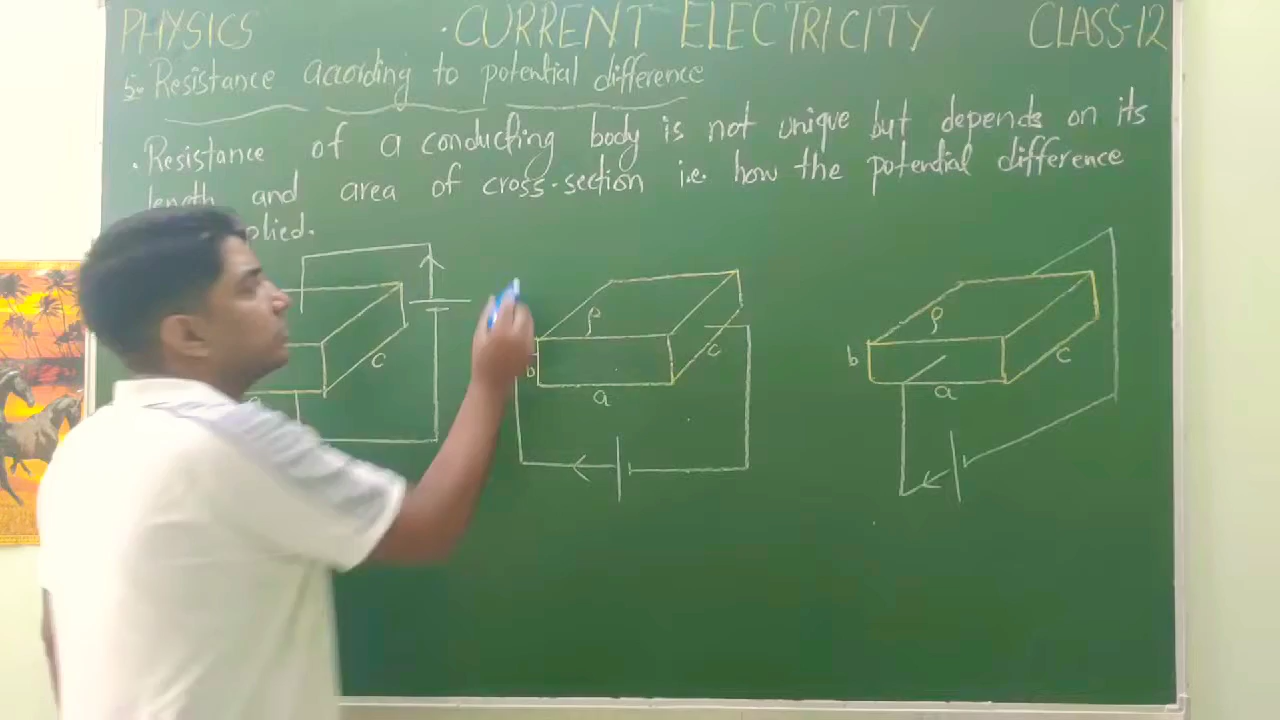 PHYSICS · CURRENT ELECTRICITY CLASS-12
5. Resistance according to potential difference
· Resistance of a conducting body is not unique but depends on its
length and area of cross-section i.e. how the potential difference
ρ b a c
ρ b a c
c